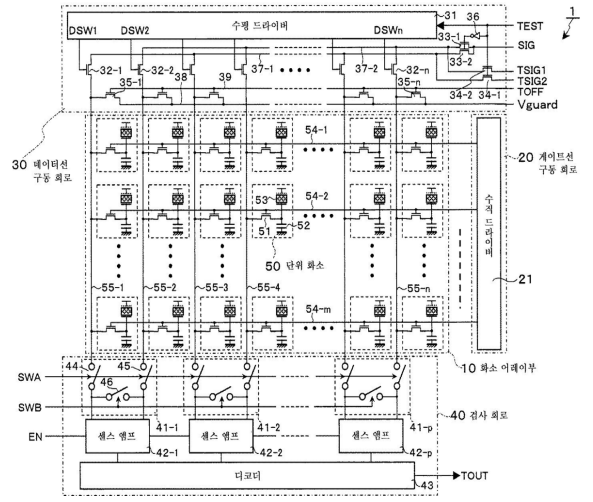 1
수평 드라이버
31
36
TEST
DSW1 DSW2 DSWn
33-1
SIG
33-2
32-1 32-2 37-1 37-2 32-n
TSIG1
TSIG2
35-1 38 39 35-n
34-2 34-1
TOFF
Vguard
30 데이터선 구동 회로
54-1
20 게이트선 구동 회로
53
54-2
51
52
50 단위 화소
수직 드라이버
21
55-1 55-2 55-3 55-4 55-n
54-m
10 화소 어레이부
44 45
SWA
46
SWB
41-1 41-2 41-p
40 검사 회로
EN
센스 앰프 센스 앰프 센스 앰프
42-1 42-2 42-p
디코더
43
TOUT